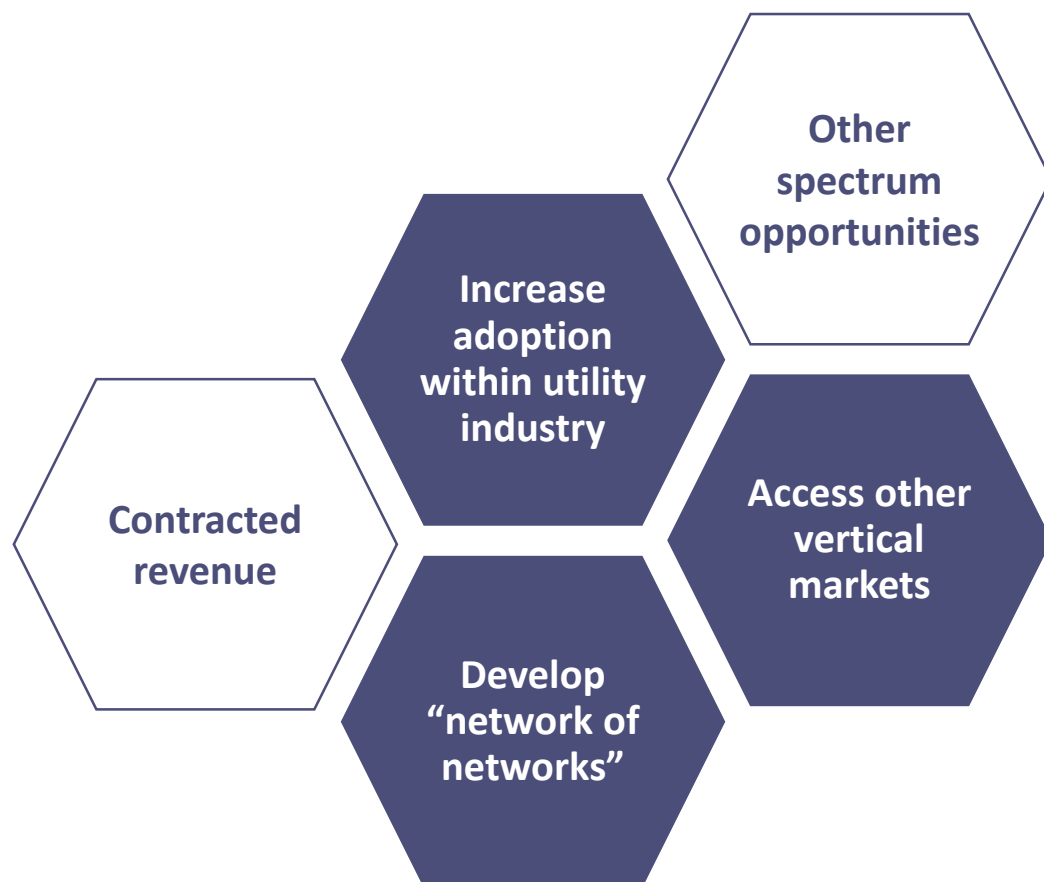 Other
spectrum
opportunities
Increase
adoption
within utility
industry
Contracted
revenue
Access other
vertical
markets
Develop
“network of
networks”